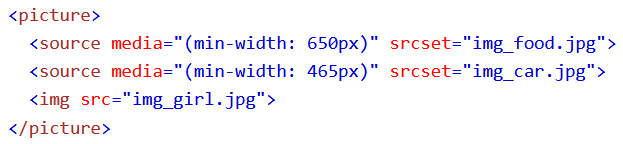 <picture>
<source media="(min-width: 650px)" srcset="img_food.jpg">
<source media="(min-width: 465px)" srcset="img_car.jpg">
<img src="img_girl.jpg">
</picture>